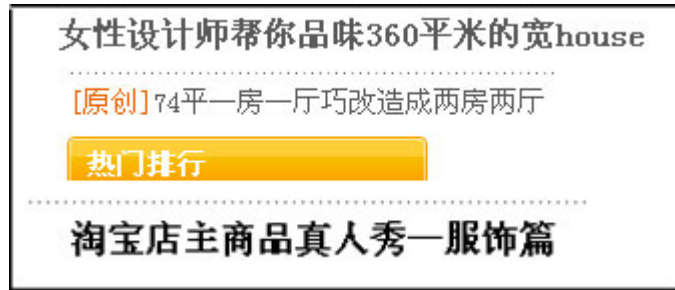 女性设计师帮你品味360平米的宽house
[原创]74平一房一厅巧改造成两房两厅
热门排行
淘宝店主商品真人秀—服饰篇